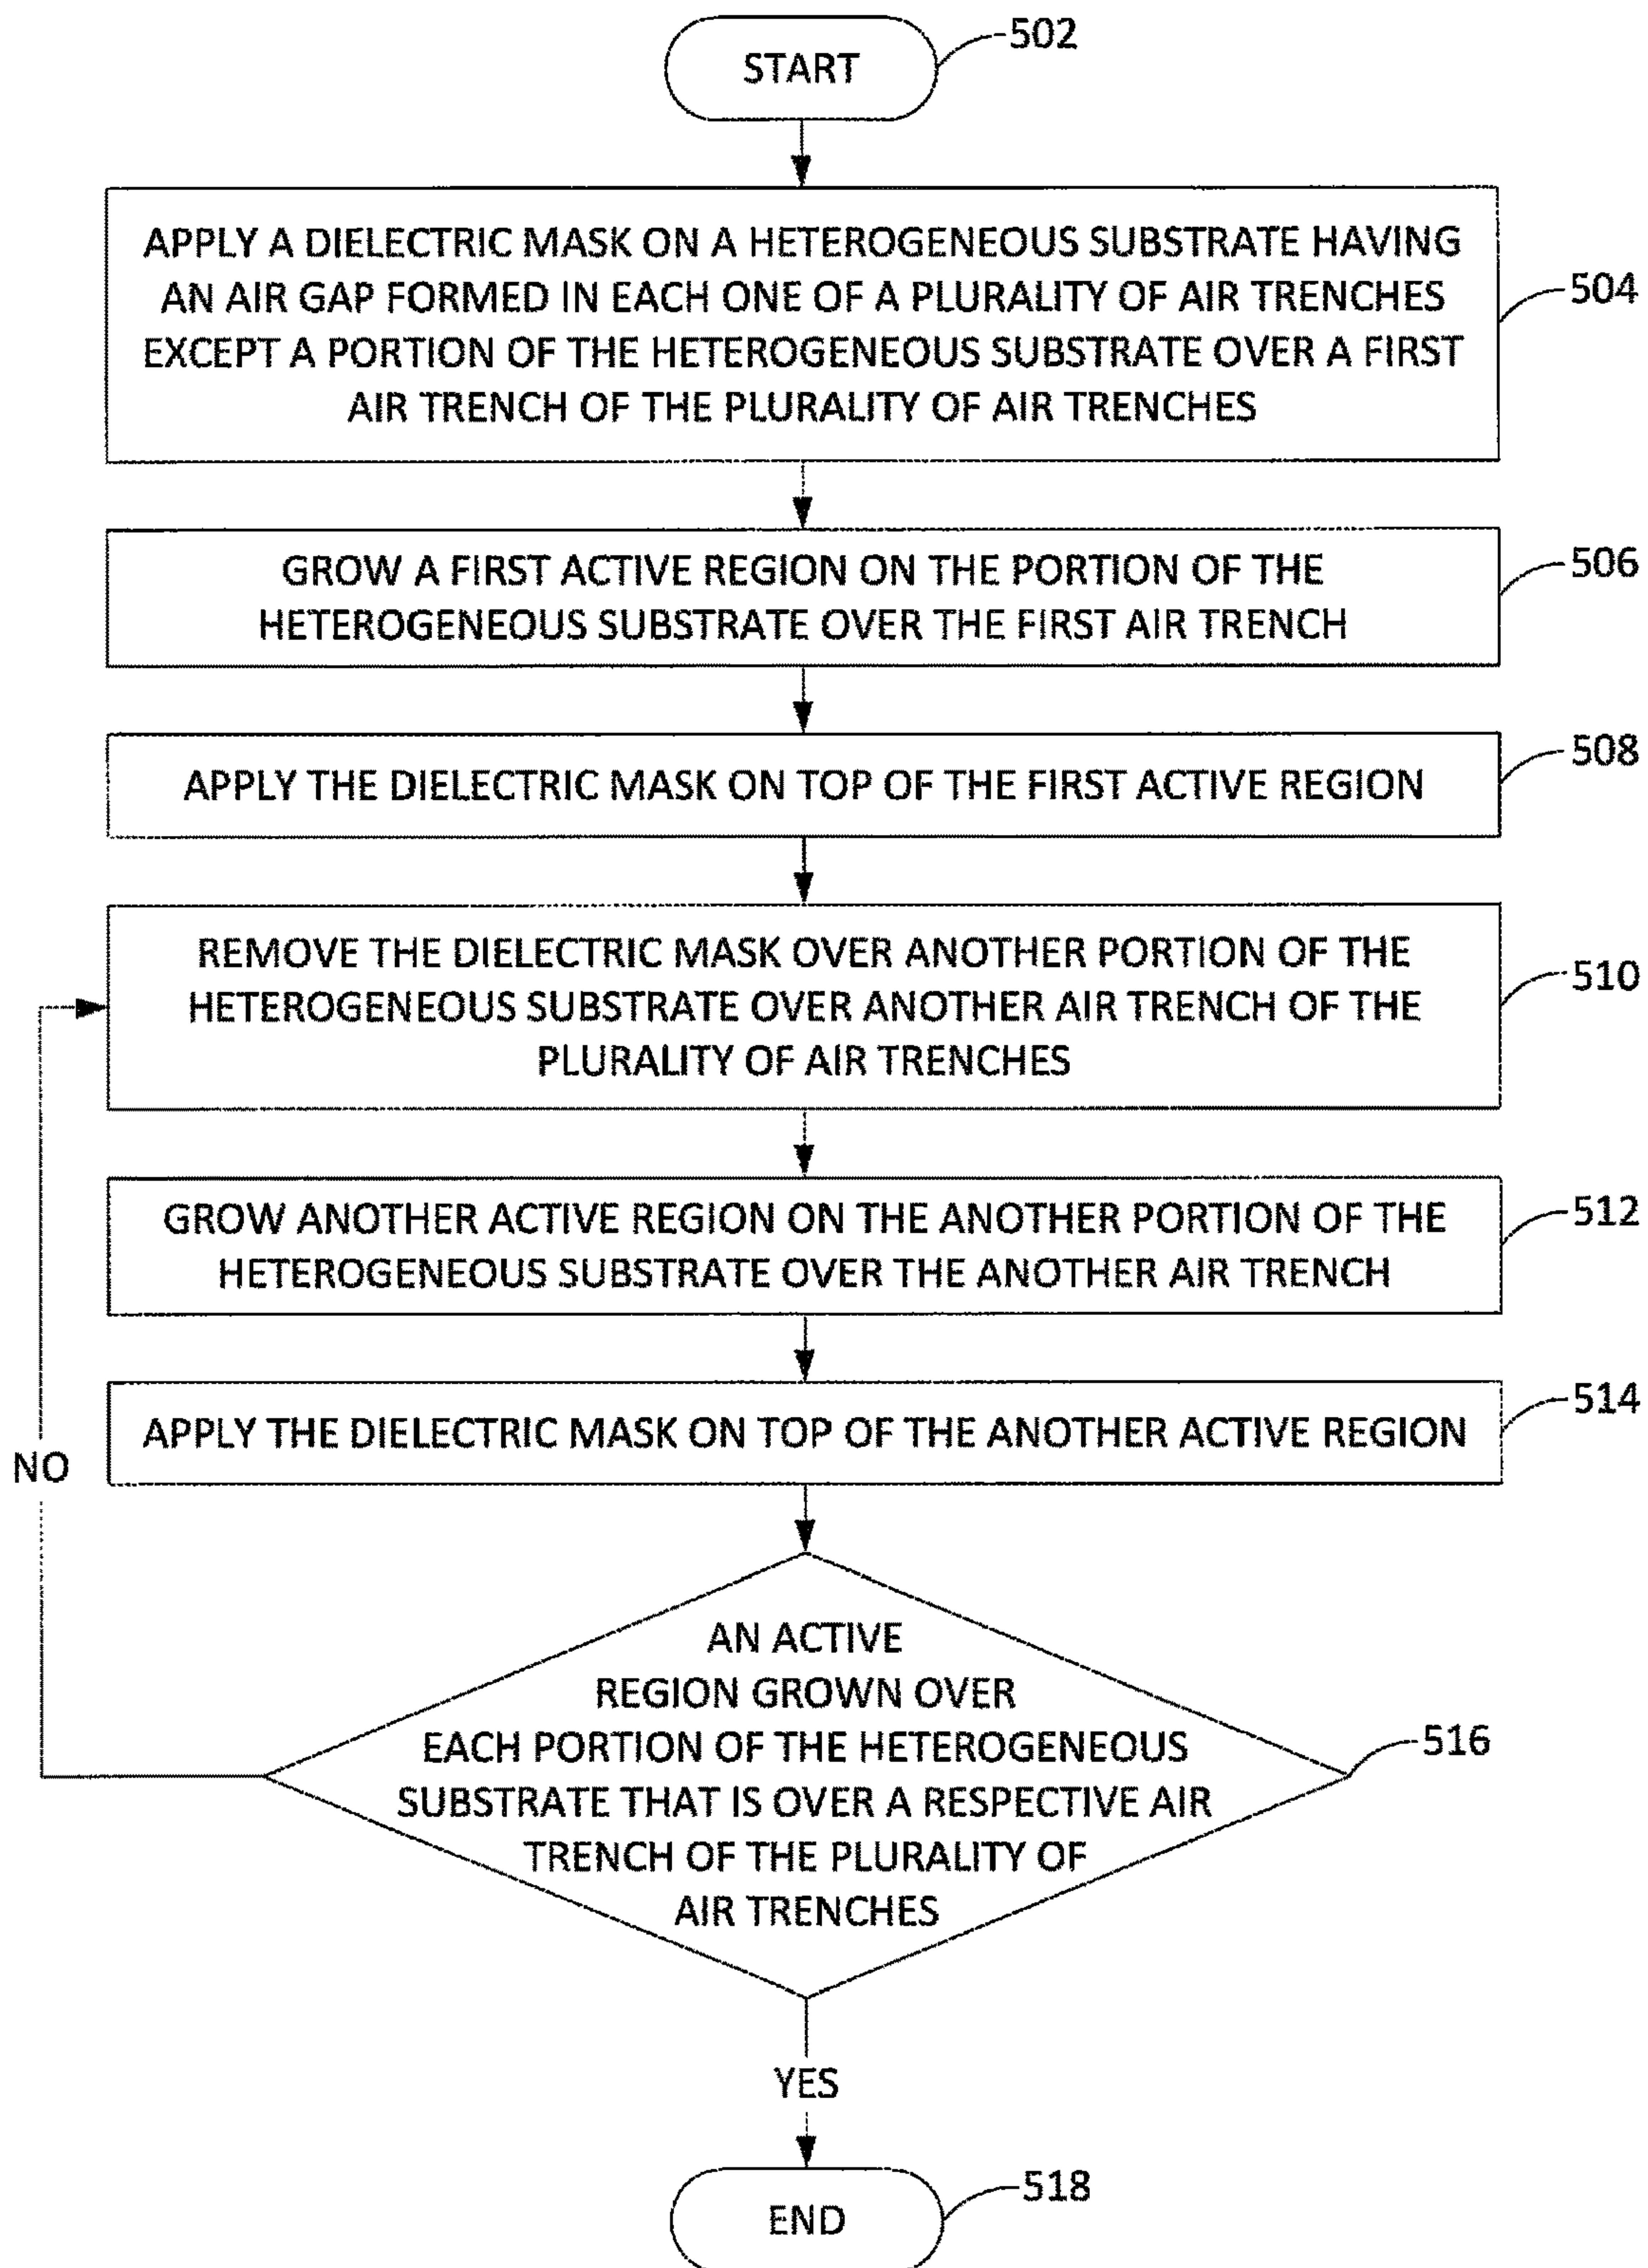 START
502
APPLY A DIELECTRIC MASK ON A HETEROGENEOUS SUBSTRATE HAVING
AN AIR GAP FORMED IN EACH ONE OF A PLURALITY OF AIR TRENCHES
EXCEPT A PORTION OF THE HETEROGENEOUS SUBSTRATE OVER A FIRST
AIR TRENCH OF THE PLURALITY OF AIR TRENCHES
504
GROW A FIRST ACTIVE REGION ON THE PORTION OF THE
HETEROGENEOUS SUBSTRATE OVER THE FIRST AIR TRENCH
506
APPLY THE DIELECTRIC MASK ON TOP OF THE FIRST ACTIVE REGION
508
REMOVE THE DIELECTRIC MASK OVER ANOTHER PORTION OF THE
HETEROGENEOUS SUBSTRATE OVER ANOTHER AIR TRENCH OF THE
PLURALITY OF AIR TRENCHES
510
GROW ANOTHER ACTIVE REGION ON THE ANOTHER PORTION OF THE
HETEROGENEOUS SUBSTRATE OVER THE ANOTHER AIR TRENCH
512
APPLY THE DIELECTRIC MASK ON TOP OF THE ANOTHER ACTIVE REGION
514
NO
AN ACTIVE
REGION GROWN OVER
EACH PORTION OF THE HETEROGENEOUS
SUBSTRATE THAT IS OVER A RESPECTIVE AIR
TRENCH OF THE PLURALITY OF
AIR TRENCHES
516
YES
END
518